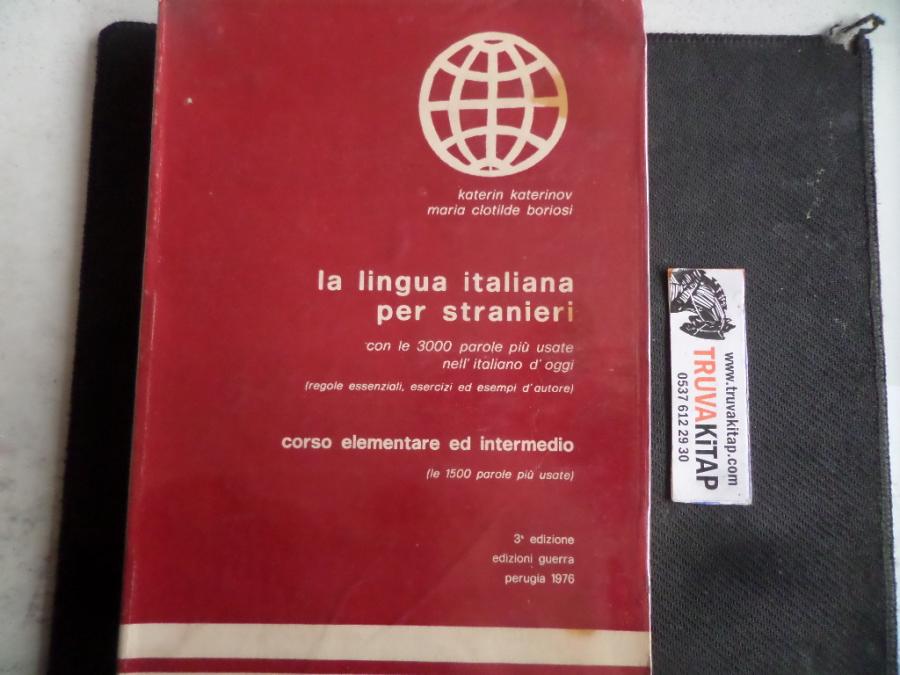 katerin katerinov
maria clotilde boriosi
la lingua italiana
per stranieri
con le 3000 parole più usate
nell'italiano d'oggi
(regole essenziali, esercizi ed esempi d'autore)
corso elementare ed intermedio
(le 1500 parole più usate)
3ª edizione
edizioni guerra
perugia 1976
www.truvakitap.com
TRUVAKiTAP
0537 612 29 30